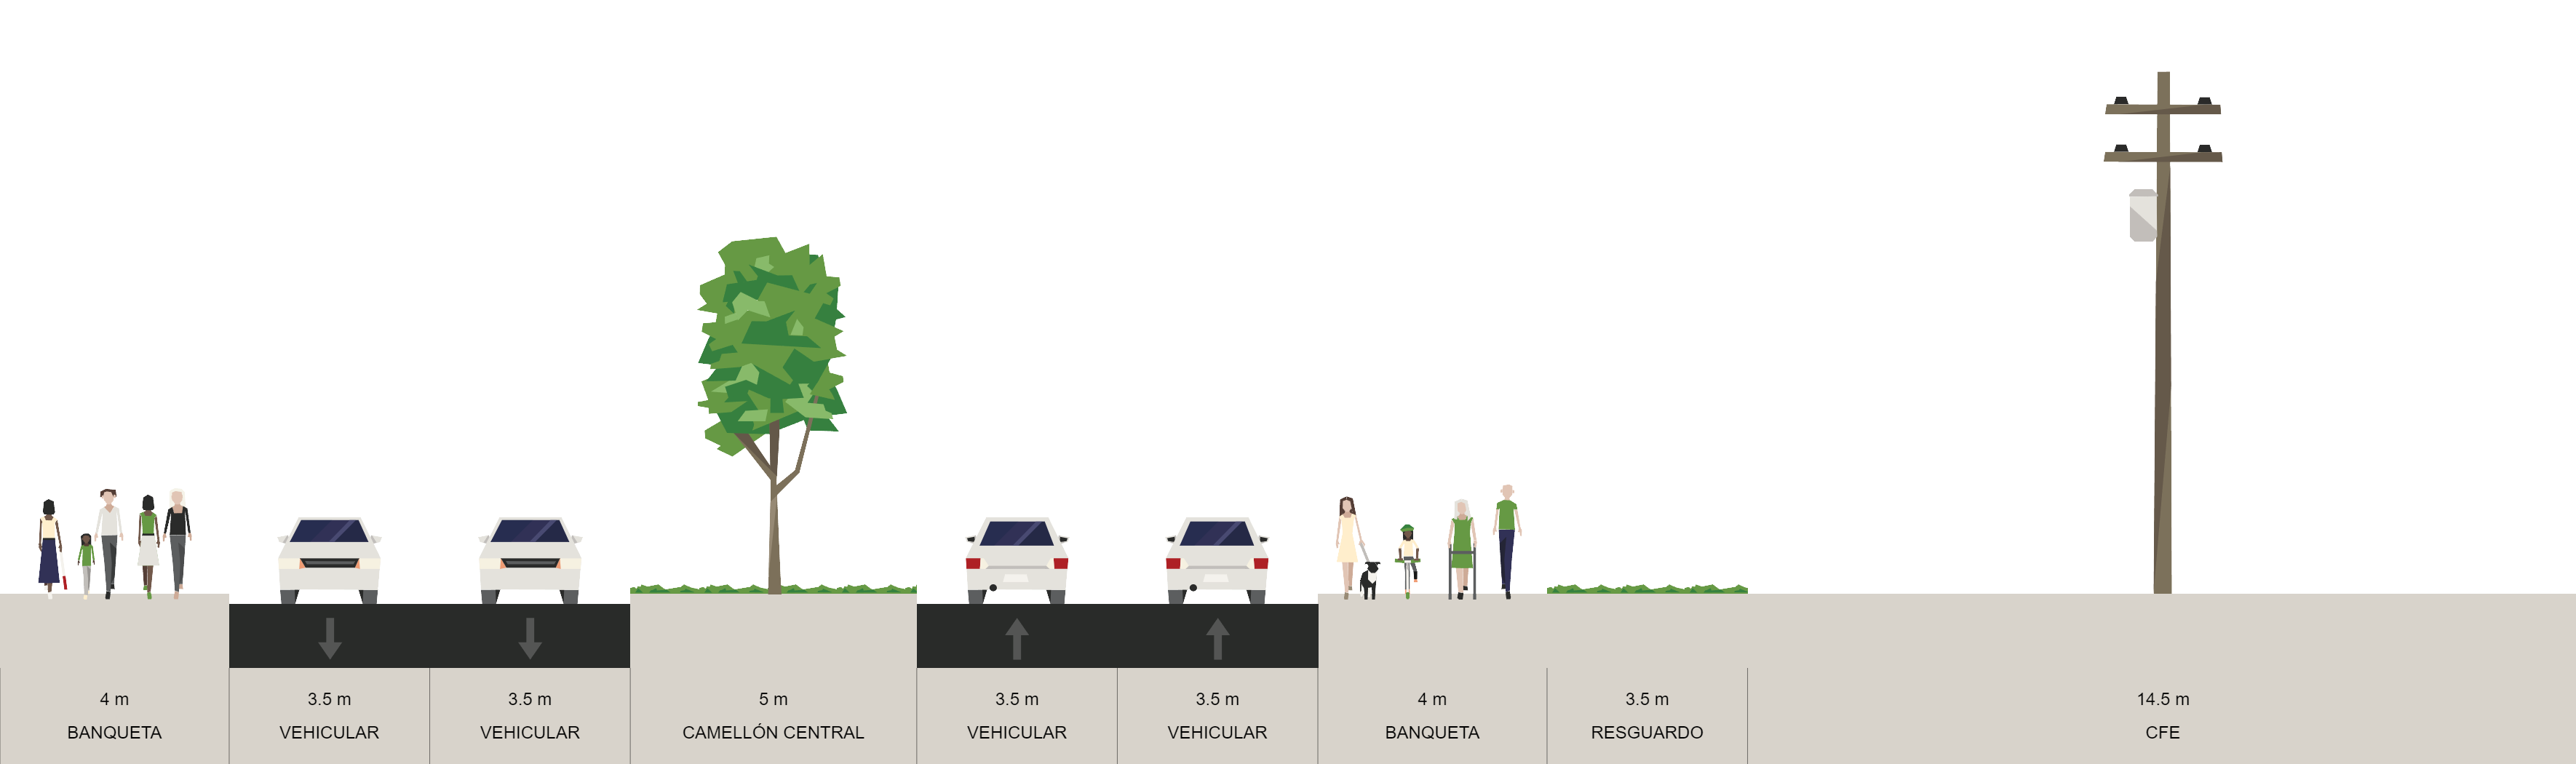 4 m
BANQUETA
3.5 m
VEHICULAR
3.5 m
VEHICULAR
5 m
CAMELLÓN CENTRAL
3.5 m
VEHICULAR
3.5 m
VEHICULAR
4 m
BANQUETA
3.5 m
RESGUARDO
14.5 m
CFE